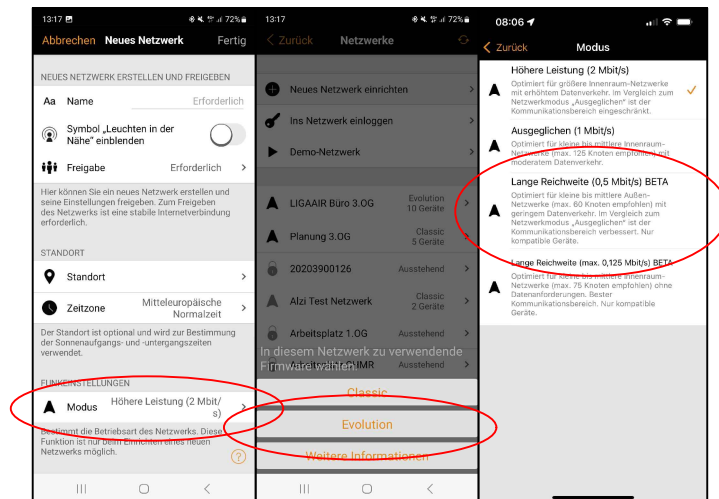 13:17
72%
Abbrechen Neues Netzwerk Fertig
NEUES NETZWERK ERSTELLEN UND FREIGEBEN
Aa Name Erforderlich
Symbol „Leuchten in der
Nähe“ einblenden
Freigabe Erforderlich
Hier können Sie ein neues Netzwerk erstellen und
seine Einstellungen freigeben. Zum Freigeben
des Netzwerks ist eine stabile Internetverbindung
erforderlich.
STANDORT
Standort
Zeitzone Mitteleuropäische
Normalzeit
Der Standort ist optional und wird zur Bestimmung
der Sonnenaufgangs- und -untergangszeiten
verwendet.
FUNKEINSTELLUNGEN
Modus Höhere Leistung (2 Mbit/
s)
Bestimmt die Betriebsart des Netzwerks. Diese
Funktion ist nur beim Einrichten eines neuen
Netzwerks möglich.
?
13:17
72%
Zurück Netzwerke
Neues Netzwerk einrichten
Ins Netzwerk einloggen
Demo-Netzwerk
LIGAAIR Büro 3.OG Evolution
10 Geräte
Planung 3.OG Classic
5 Geräte
20203900126 Ausstehend
Alzi Test Netzwerk Classic
2 Geräte
Arbeitsplatz 1.OG Ausstehend
In diesem Netzwerk zu verwendende
Firmware wählen:
Ausstehend
Classic
Evolution
Weitere Informationen
08:06
Zurück Modus
Höhere Leistung (2 Mbit/s)
Optimiert für größere Innenraum-Netzwerke
mit erhöhtem Datenverkehr. Im Vergleich zum
Netzwerkmodus „Ausgeglichen“ ist der
Kommunikationsbereich eingeschränkt.
Ausgeglichen (1 Mbit/s)
Optimiert für kleine bis mittlere Innenraum-
Netzwerke (max. 125 Knoten empfohlen) mit
moderatem Datenverkehr.
Lange Reichweite (0,5 Mbit/s) BETA
Optimiert für kleine bis mittlere Außen-
Netzwerke (max. 60 Knoten empfohlen) mit
geringem Datenverkehr. Im Vergleich zum
Netzwerkmodus „Ausgeglichen“ ist der
Kommunikationsbereich verbessert. Nur
kompatible Geräte.
Lange Reichweite (max. 0,125 Mbit/s) BETA
Optimiert für kleine bis mittlere Innenraum-
Netzwerke (max. 75 Knoten empfohlen) ohne
Datenanforderungen. Bester
Kommunikationsbereich. Nur kompatible
Geräte.